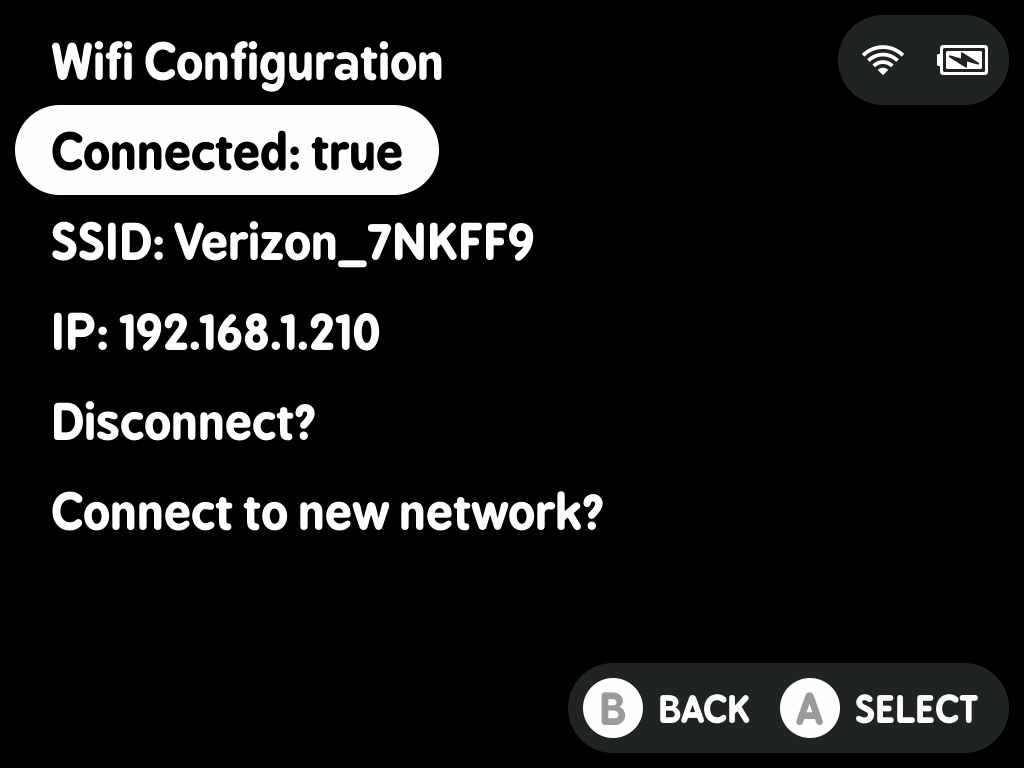 Wifi Configuration
Connected: true
SSID: Verizon_7NKFF9
IP: 192.168.1.210
Disconnect?
Connect to new network?
B BACK A SELECT